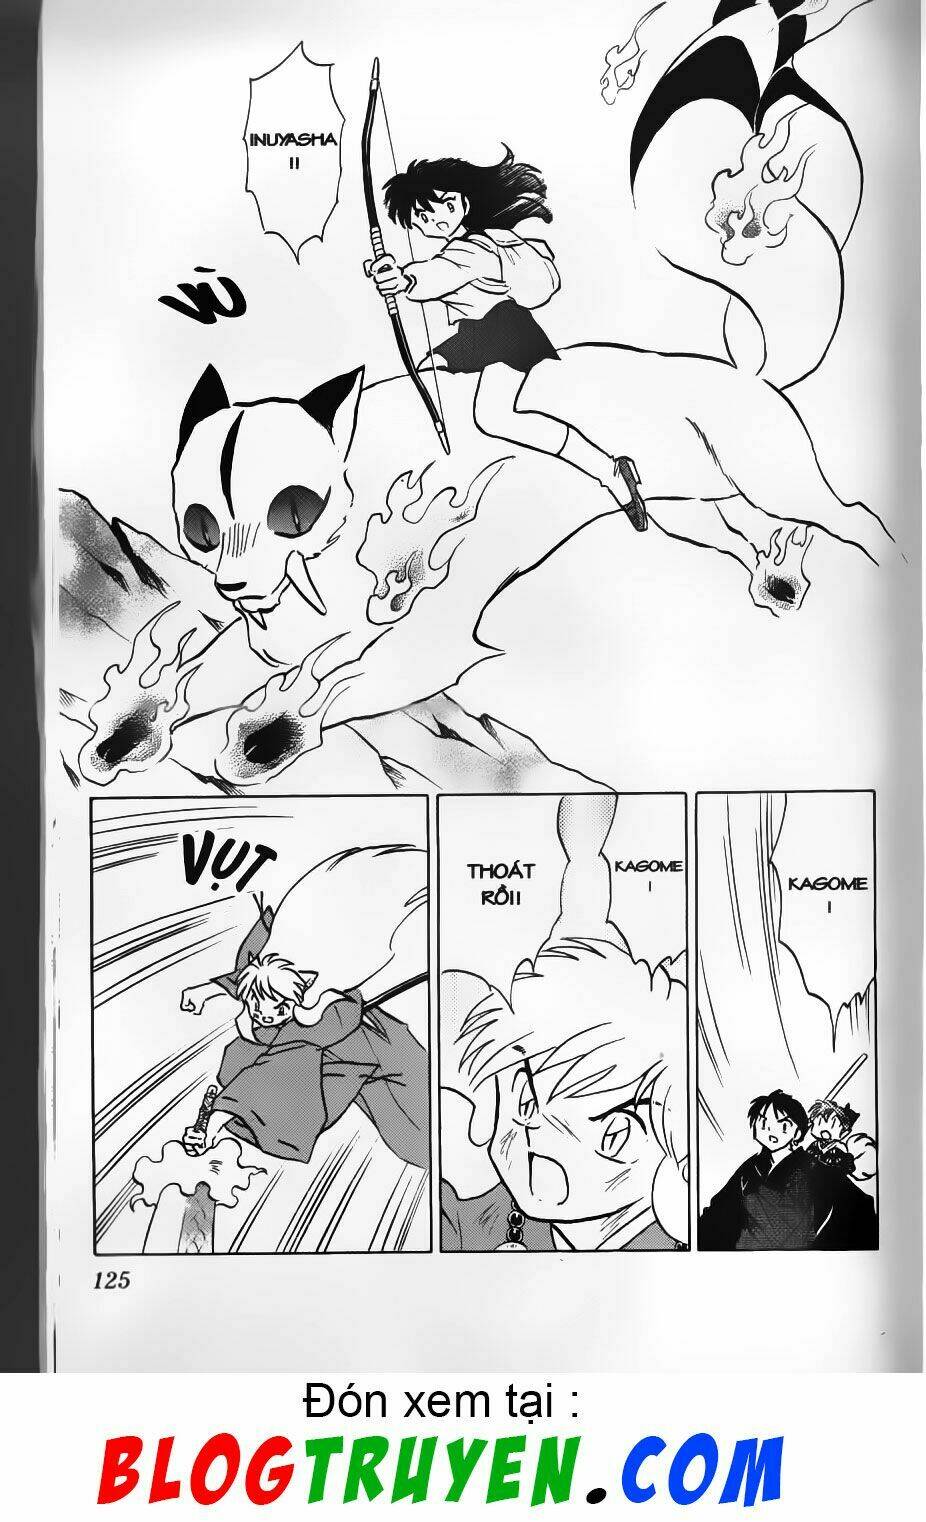 INUYASHA
!!
VÙ
KAGOME
!
KAGOME
!
THOÁT
RỒI!
VỤT
125
Đón xem tại :
BLOGTRUYEN.COM